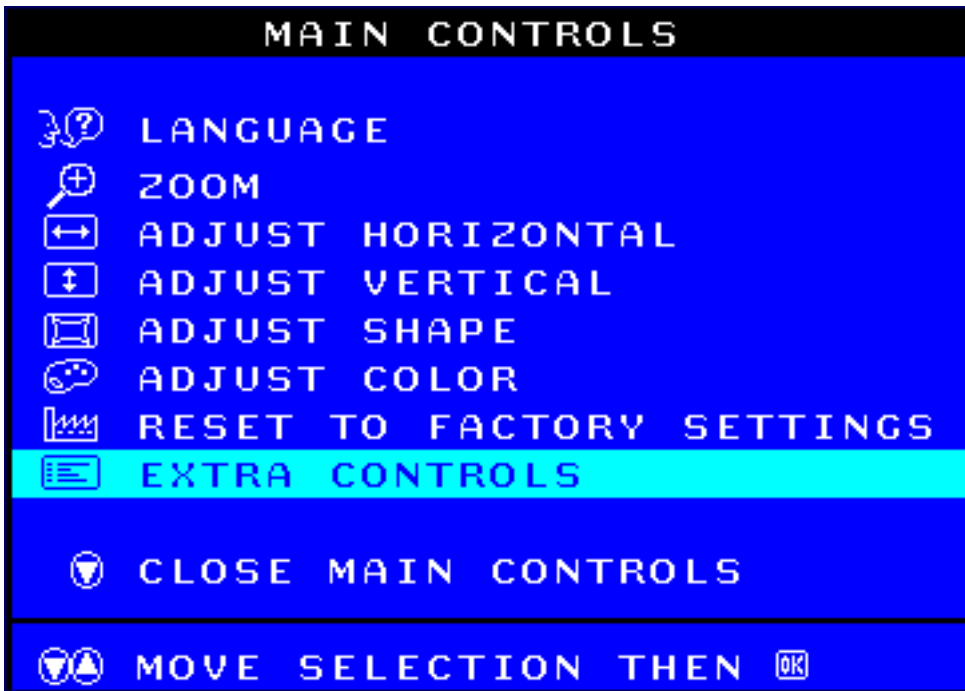 MAIN CONTROLS
LANGUAGE
ZOOM
ADJUST HORIZONTAL
ADJUST VERTICAL
ADJUST SHAPE
ADJUST COLOR
RESET TO FACTORY SETTINGS
EXTRA CONTROLS
CLOSE MAIN CONTROLS
MOVE SELECTION THEN OK